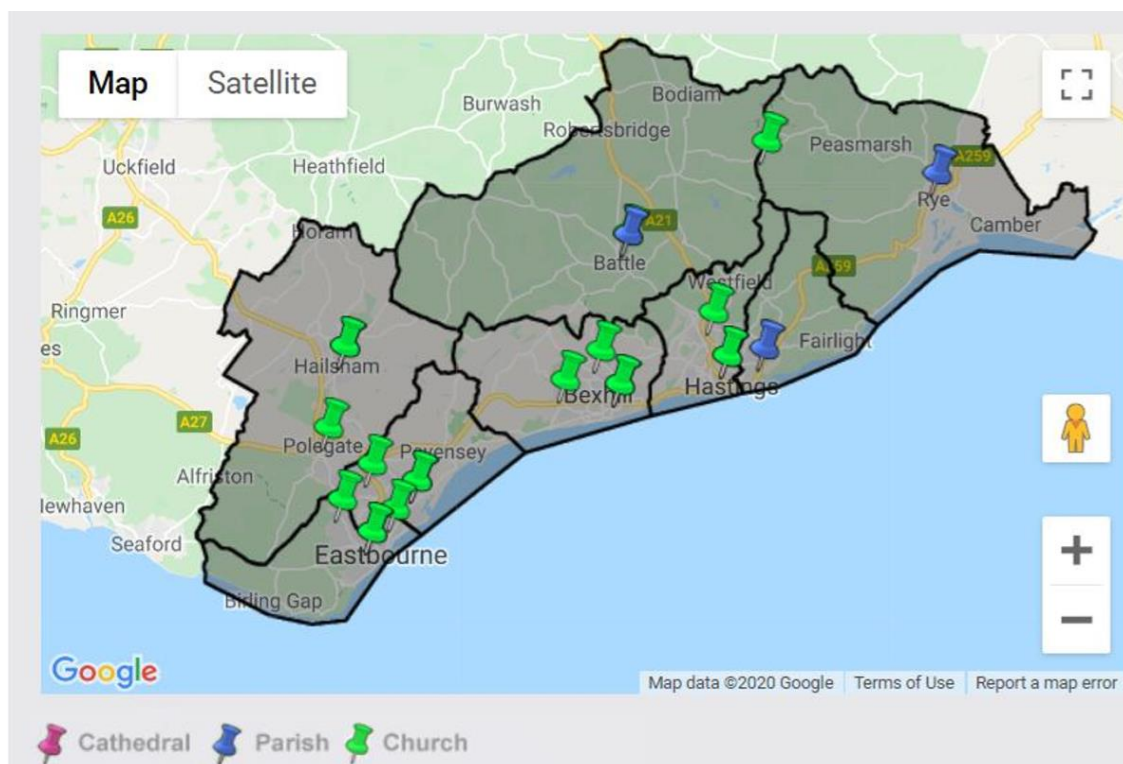 Map Satellite
Burwash
Bodiam
Robertsbridge
Peasmarsh
Uckfield
Heathfield
A259
Rye
A26
A21
Camber
Horam
Battle
A259
Westfield
Ringmer
es
Fairlight
Hailsham
Hastings
Bexhill
A27
A26
Polegate
Pevensey
Alfriston
lewhaven
Seaford
Eastbourne
Birling Gap
Google
Map data ©2020 Google Terms of Use Report a map error
Cathedral Parish Church